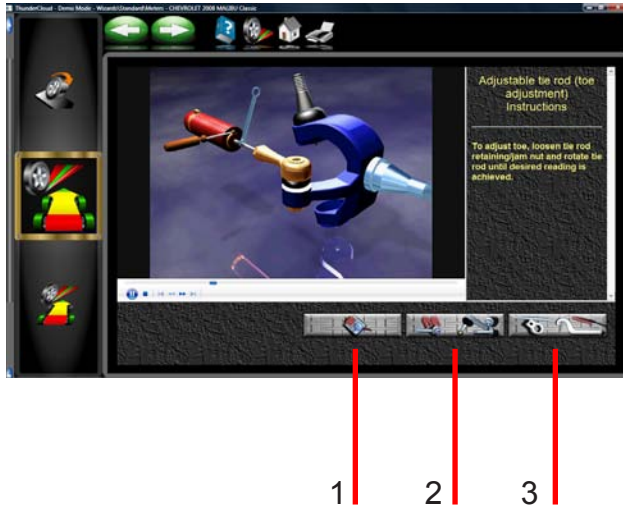 ThunderCloud - Demo Mode - Wizards\Standard\Meters - CHEVROLET 2008 MALIBU Classic
Adjustable tie rod (toe
adjustment)
Instructions
To adjust toe, loosen tie rod
retaining/jam nut and rotate tie
rod until desired reading is
achieved.
1 2 3